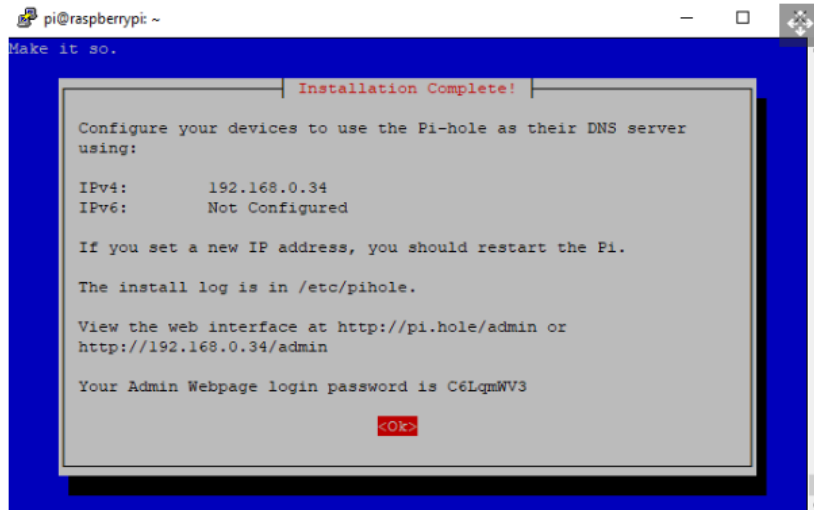 pi@raspberrypi: ~
Make it so.
Installation Complete!
Configure your devices to use the Pi-hole as their DNS server
using:
IPv4: 192.168.0.34
IPv6: Not Configured
If you set a new IP address, you should restart the Pi.
The install log is in /etc/pihole.
View the web interface at http://pi.hole/admin or
http://192.168.0.34/admin
Your Admin Webpage login password is C6LqmWV3
<Ok>